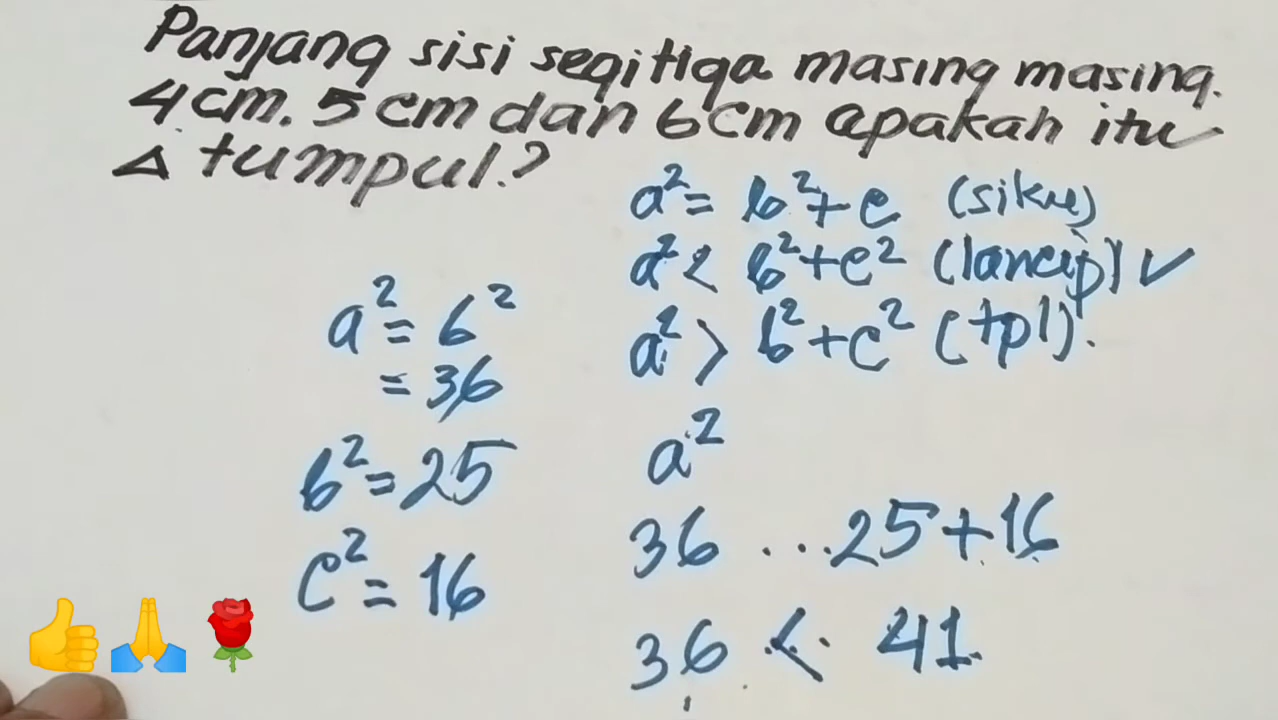 Panjang sisi segitiga masing masing.
4 cm. 5 cm dan 6 cm apakah itu
△ tumpul.?
a² = b² + c (siku)
a² < b² + c² (lancip) ✓
a² > b² + c² (tpl).
a² = 6²
= 36
b² = 25
c² = 16
a²
36 ... 25 + 16
36 < 41